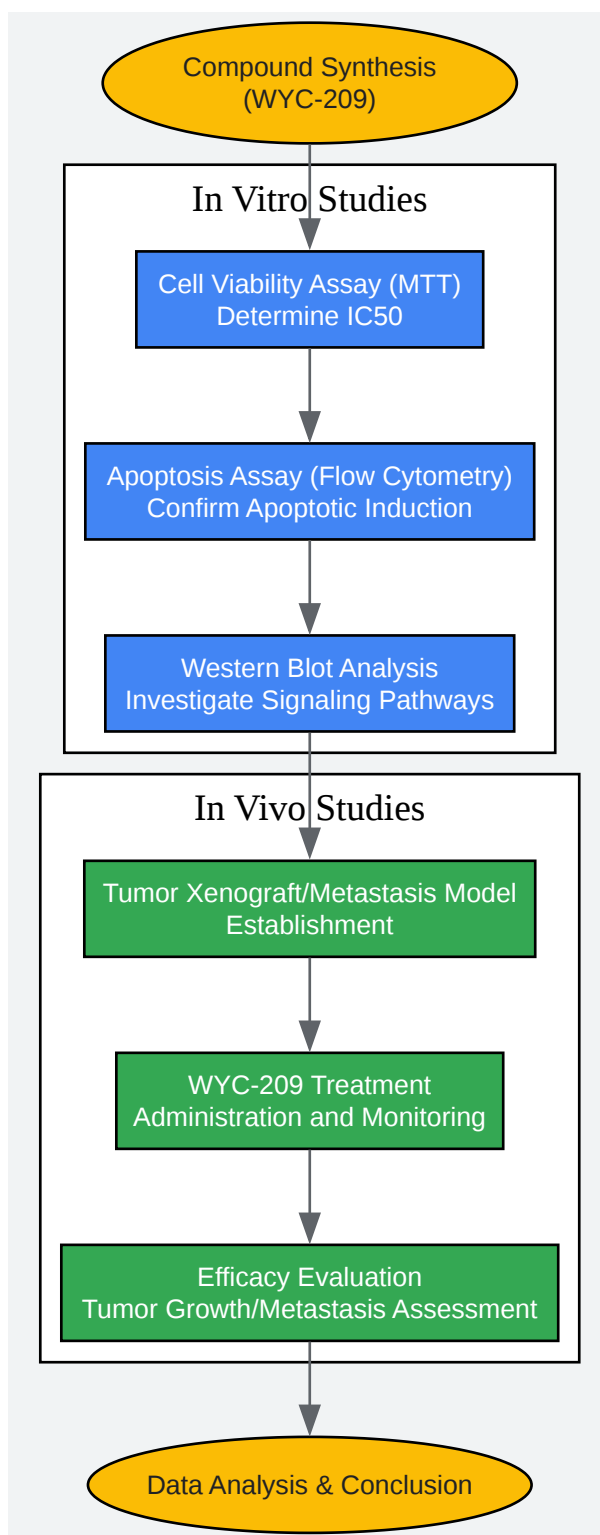 Compound Synthesis
(WYC-209)
In Vitro Studies
Cell Viability Assay (MTT)
Determine IC50
Apoptosis Assay (Flow Cytometry)
Confirm Apoptotic Induction
Western Blot Analysis
Investigate Signaling Pathways
In Vivo Studies
Tumor Xenograft/Metastasis Model
Establishment
WYC-209 Treatment
Administration and Monitoring
Efficacy Evaluation
Tumor Growth/Metastasis Assessment
Data Analysis & Conclusion